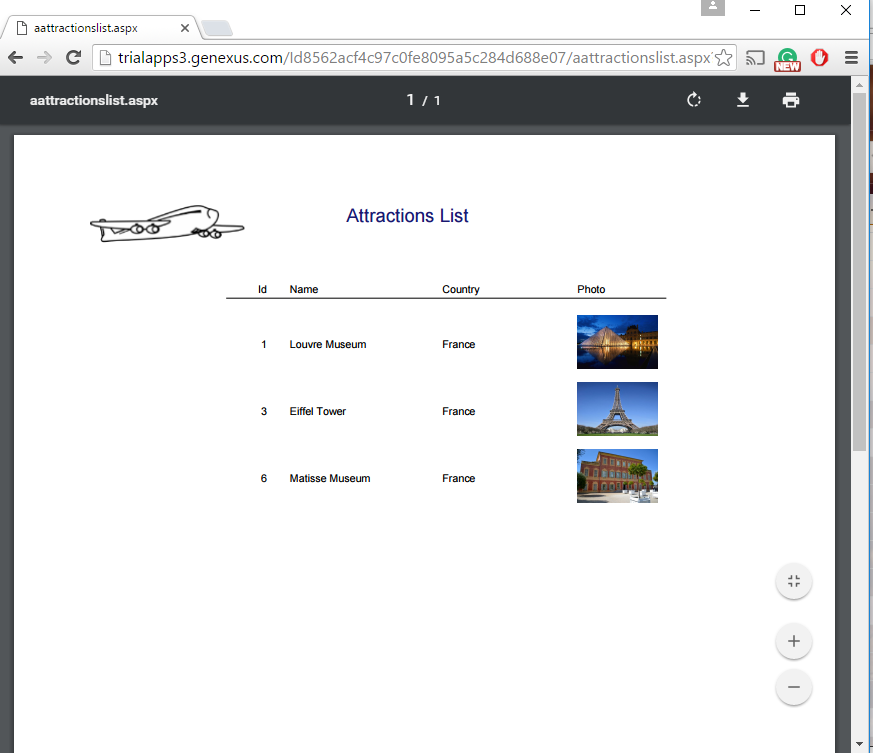 aattractionslist.aspx
trialapps3.genexus.com/Id8562acf4c97c0fe8095a5c284d688e07/aattractionslist.aspx
NEW
aattractionslist.aspx 1 / 1
Attractions List
Id Name Country Photo
1 Louvre Museum France
3 Eiffel Tower France
6 Matisse Museum France